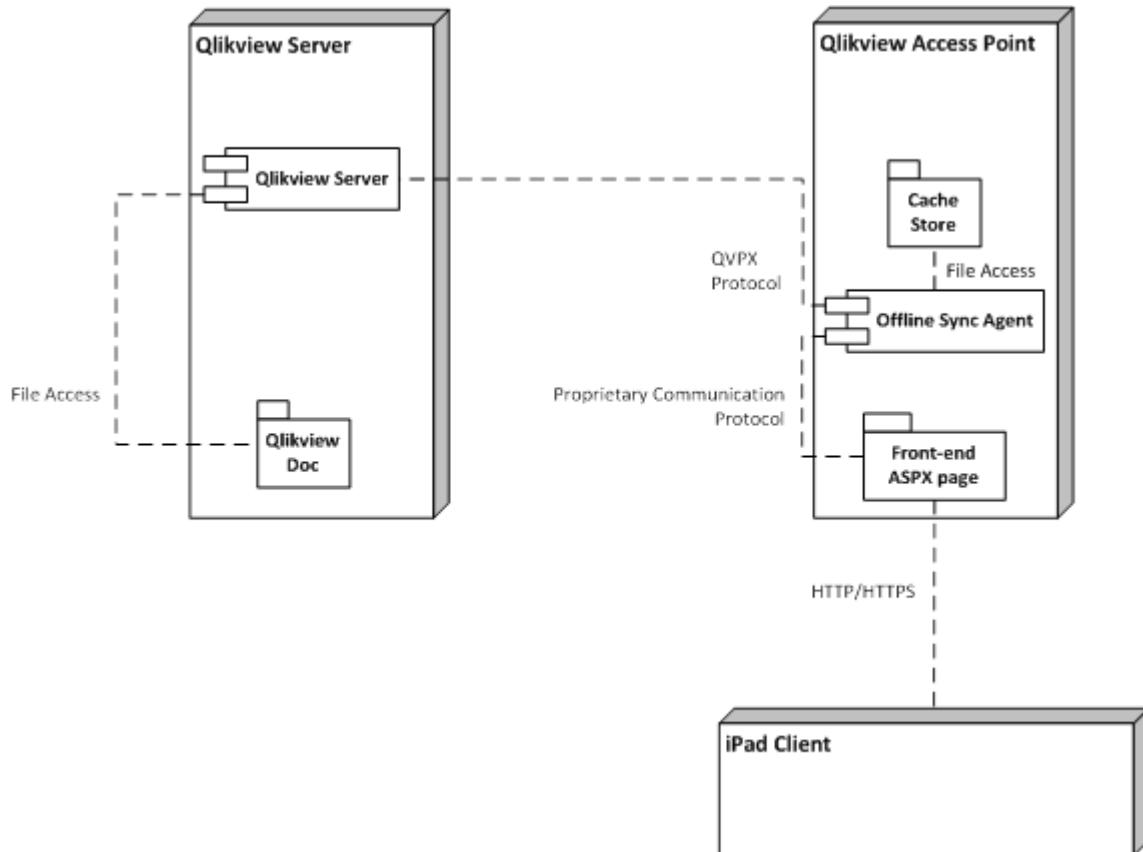 Qlikview Server
Qlikview Access Point
Qlikview Server
Cache
Store
QVPX
Protocol
File Access
Offline Sync Agent
File Access
Proprietary Communication
Protocol
Qlikview
Doc
Front-end
ASPX page
HTTP/HTTPS
iPad Client